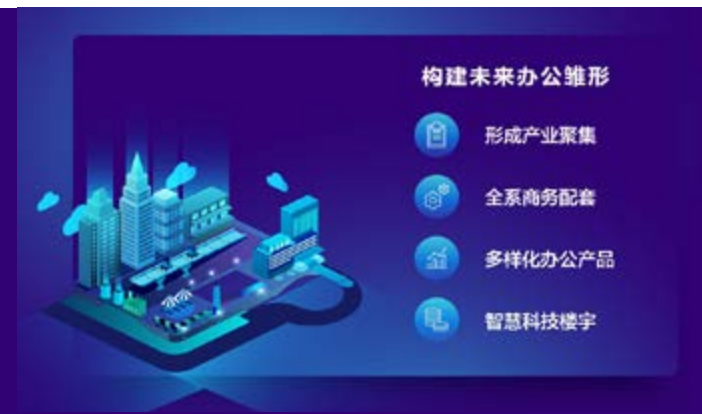 构建未来办公雏形
形成产业聚集
全系商务配套
多样化办公产品
智慧科技楼宇